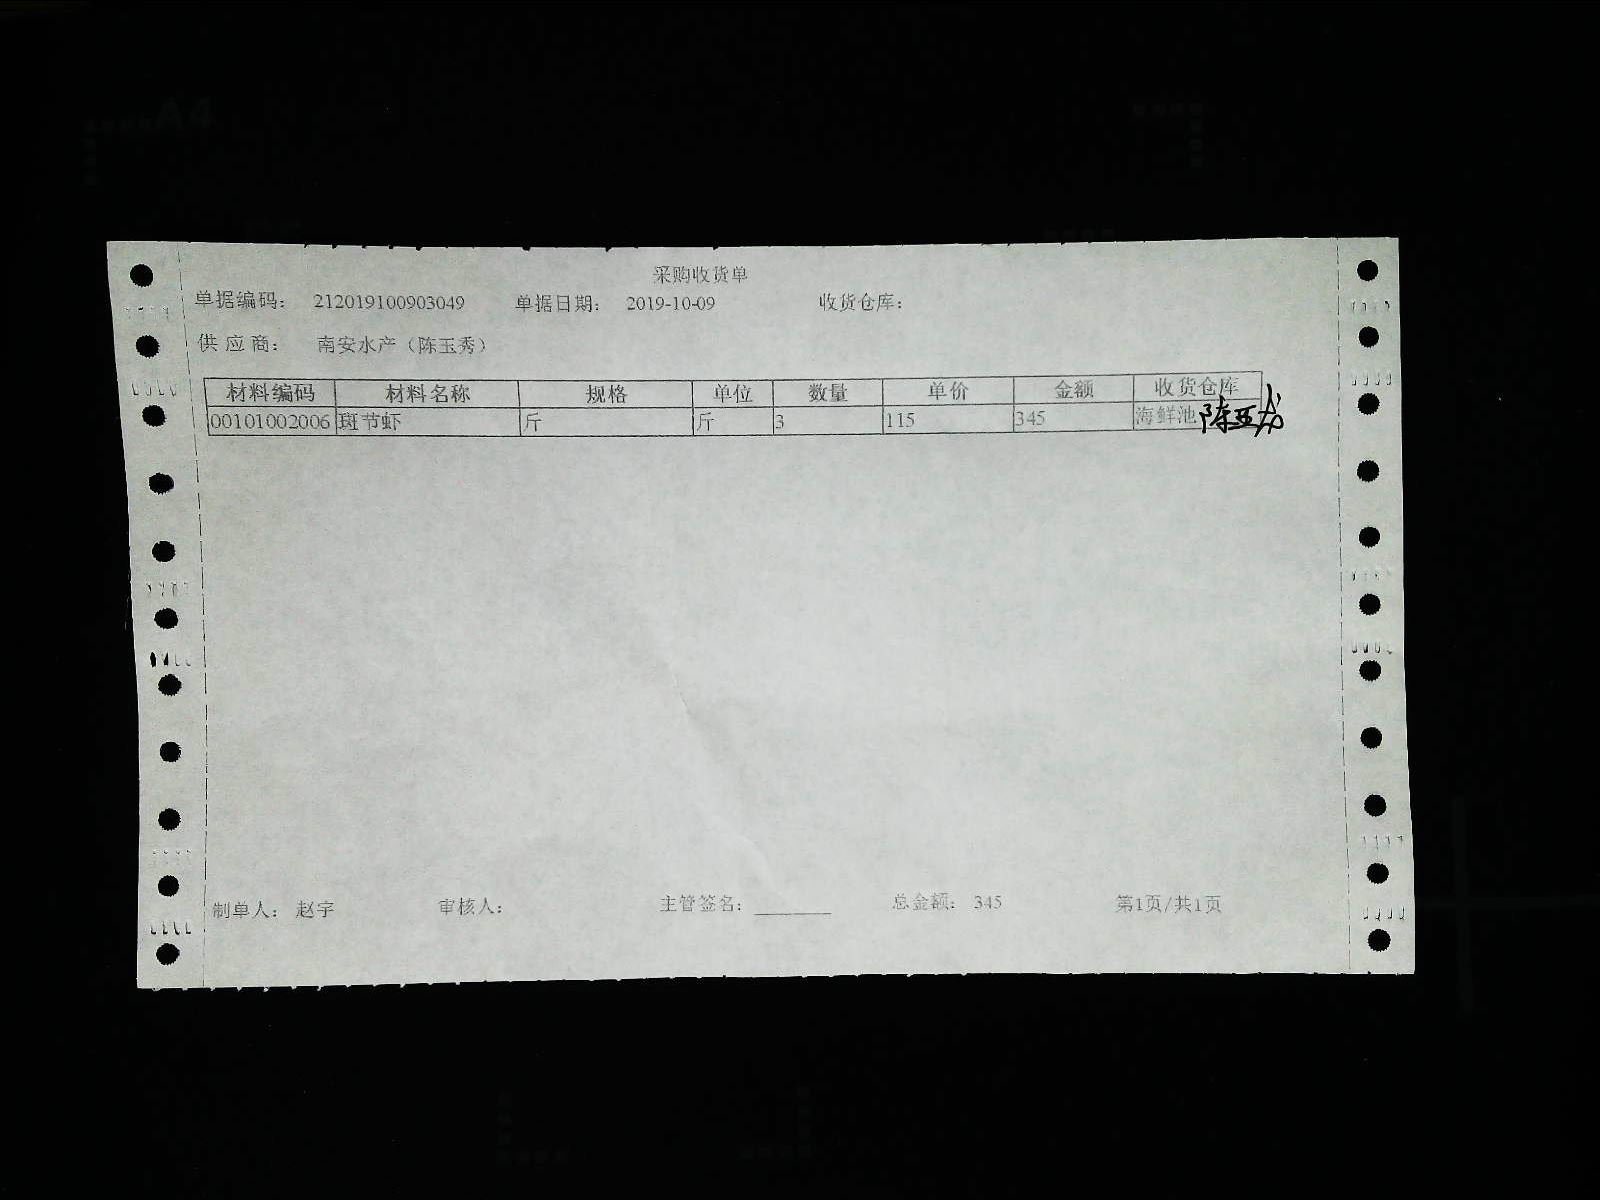 采购收货单
单据编码： 212019100903049 单据日期： 2019-10-09 收货仓库：
供应商： 南安水产（陈玉秀）
材料编码 材料名称 规格 单位 数量 单价 金额 收货仓库
00101002006 斑节虾 斤 斤 3 115 345 海鲜池 陈亚
制单人： 赵宇 审核人： 主管签名：_______ 总金额： 345 第1页/共1页